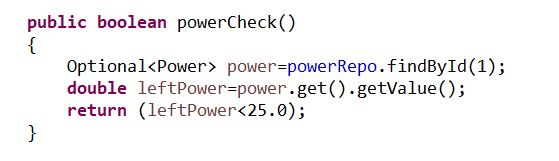 public boolean powerCheck()
{
    Optional<Power> power=powerRepo.findById(1);
    double leftPower=power.get().getValue();
    return (leftPower<25.0);
}